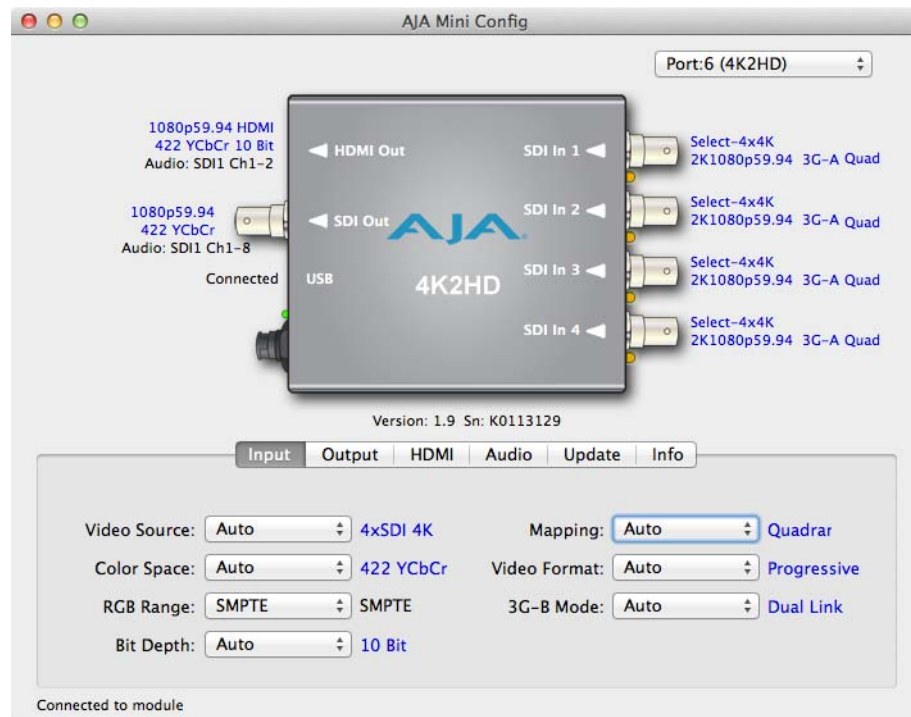 AJA Mini Config
Port:6 (4K2HD)
1080p59.94 HDMI
422 YCbCr 10 Bit
Audio: SDI1 Ch1-2
1080p59.94
422 YCbCr
Audio: SDI1 Ch1-8
Connected
HDMI Out
SDI Out
USB
AJA
4K2HD
SDI In 1
SDI In 2
SDI In 3
SDI In 4
Select-4x4K
2K1080p59.94 3G-A Quad
Select-4x4K
2K1080p59.94 3G-A Quad
Select-4x4K
2K1080p59.94 3G-A Quad
Select-4x4K
2K1080p59.94 3G-A Quad
Version: 1.9 Sn: K0113129
Input Output HDMI Audio Update Info
Video Source: Auto 4xSDI 4K
Mapping: Auto Quadrar
Color Space: Auto 422 YCbCr
Video Format: Auto Progressive
RGB Range: SMPTE SMPTE
3G-B Mode: Auto Dual Link
Bit Depth: Auto 10 Bit
Connected to module